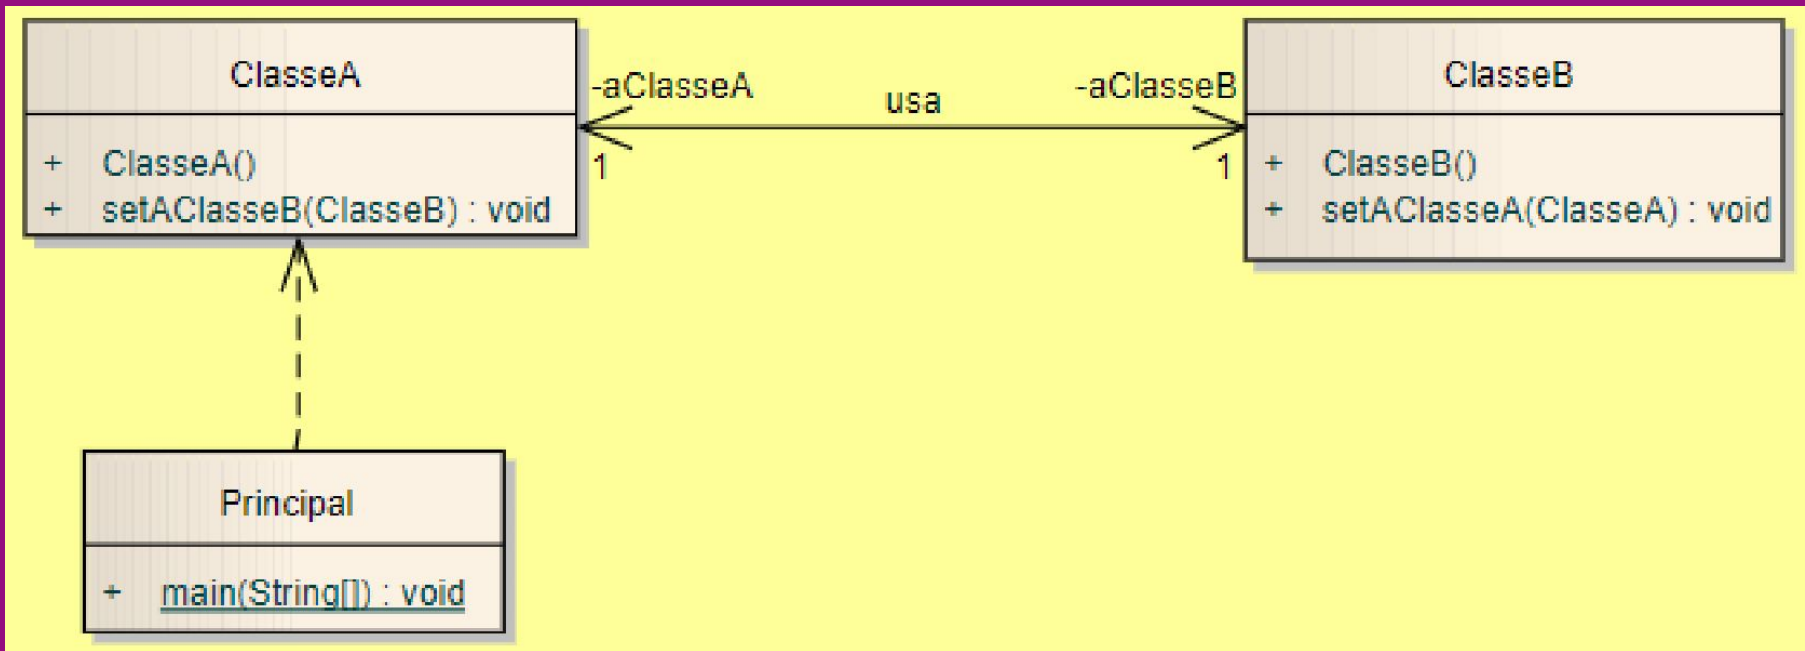 ClasseA
+ ClasseA()
+ setAClasseB(ClasseB) : void
-aClasseA
1
usa
-aClasseB
1
ClasseB
+ ClasseB()
+ setAClasseA(ClasseA) : void
Principal
+ main(String[]) : void